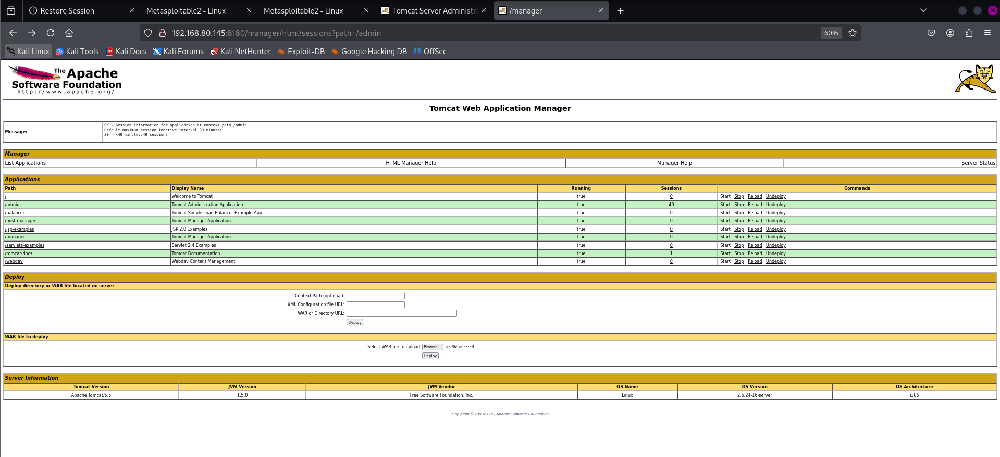 Restore Session
Metasploitable2 - Linux
Metasploitable2 - Linux
Tomcat Server Administra
/manager
192.168.80.145:8180/manager/html/sessions?path=/admin
60%
Kali Linux Kali Tools Kali Docs Kali Forums Kali NetHunter Exploit-DB Google Hacking DB OffSec
The Apache
Software Foundation
http://www.apache.org/
Tomcat Web Application Manager
Message:
OK - Session information for application at context path /admin
Default maximum session inactive interval 30 minutes
30 - <40 minutes:49 sessions
Manager
List Applications HTML Manager Help Manager Help Server Status
Applications
Path Display Name Running Sessions Commands
/ Welcome to Tomcat true 0 Start Stop Reload Undeploy
/admin Tomcat Administration Application true 49 Start Stop Reload Undeploy
/balancer Tomcat Simple Load Balancer Example App true 0 Start Stop Reload Undeploy
/host-manager Tomcat Manager Application true 0 Start Stop Reload Undeploy
/jsp-examples JSP 2.0 Examples true 0 Start Stop Reload Undeploy
/manager Tomcat Manager Application true 0 Start Stop Reload Undeploy
/servlets-examples Servlet 2.4 Examples true 0 Start Stop Reload Undeploy
/tomcat-docs Tomcat Documentation true 1 Start Stop Reload Undeploy
/webdav Webdav Content Management true 0 Start Stop Reload Undeploy
Deploy
Deploy directory or WAR file located on server
Context Path (optional):
XML Configuration file URL:
WAR or Directory URL:
Deploy
WAR file to deploy
Select WAR file to upload Browse... No file selected.
Deploy
Server Information
Tomcat Version JVM Version JVM Vendor OS Name OS Version OS Architecture
Apache Tomcat/5.5 1.5.0 Free Software Foundation, Inc. Linux 2.6.24-16-server i386
Copyright © 1999-2005, Apache Software Foundation